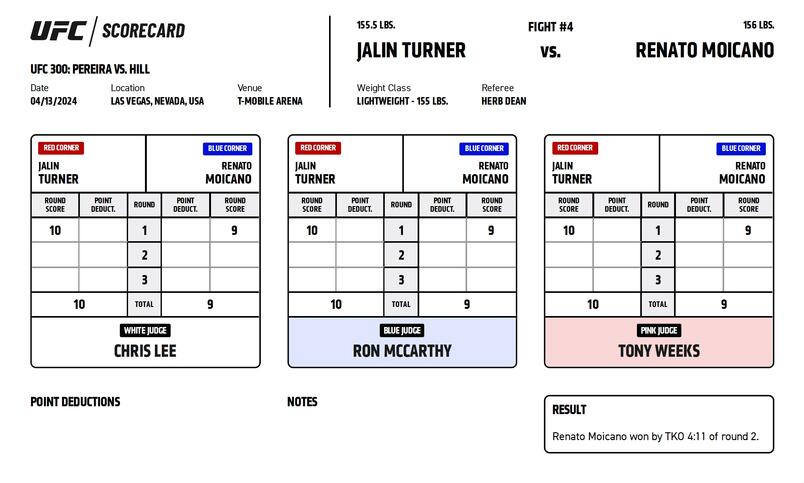 UFC / SCORECARD
UFC 300: PEREIRA VS. HILL
Date Location Venue
04/13/2024 LAS VEGAS, NEVADA, USA T-MOBILE ARENA
155.5 LBS. FIGHT #4 156 LBS.
JALIN TURNER VS. RENATO MOICANO
Weight Class Referee
LIGHTWEIGHT - 155 LBS. HERB DEAN
RED CORNER BLUE CORNER
JALIN RENATO
TURNER MOICANO
ROUND SCORE POINT DEDUCT. ROUND POINT DEDUCT. ROUND SCORE
10 1 9
2
3
10 TOTAL 9
WHITE JUDGE
CHRIS LEE
RED CORNER BLUE CORNER
JALIN RENATO
TURNER MOICANO
ROUND SCORE POINT DEDUCT. ROUND POINT DEDUCT. ROUND SCORE
10 1 9
2
3
10 TOTAL 9
BLUE JUDGE
RON MCCARTHY
RED CORNER BLUE CORNER
JALIN RENATO
TURNER MOICANO
ROUND SCORE POINT DEDUCT. ROUND POINT DEDUCT. ROUND SCORE
10 1 9
2
3
10 TOTAL 9
PINK JUDGE
TONY WEEKS
POINT DEDUCTIONS
NOTES
RESULT
Renato Moicano won by TKO 4:11 of round 2.